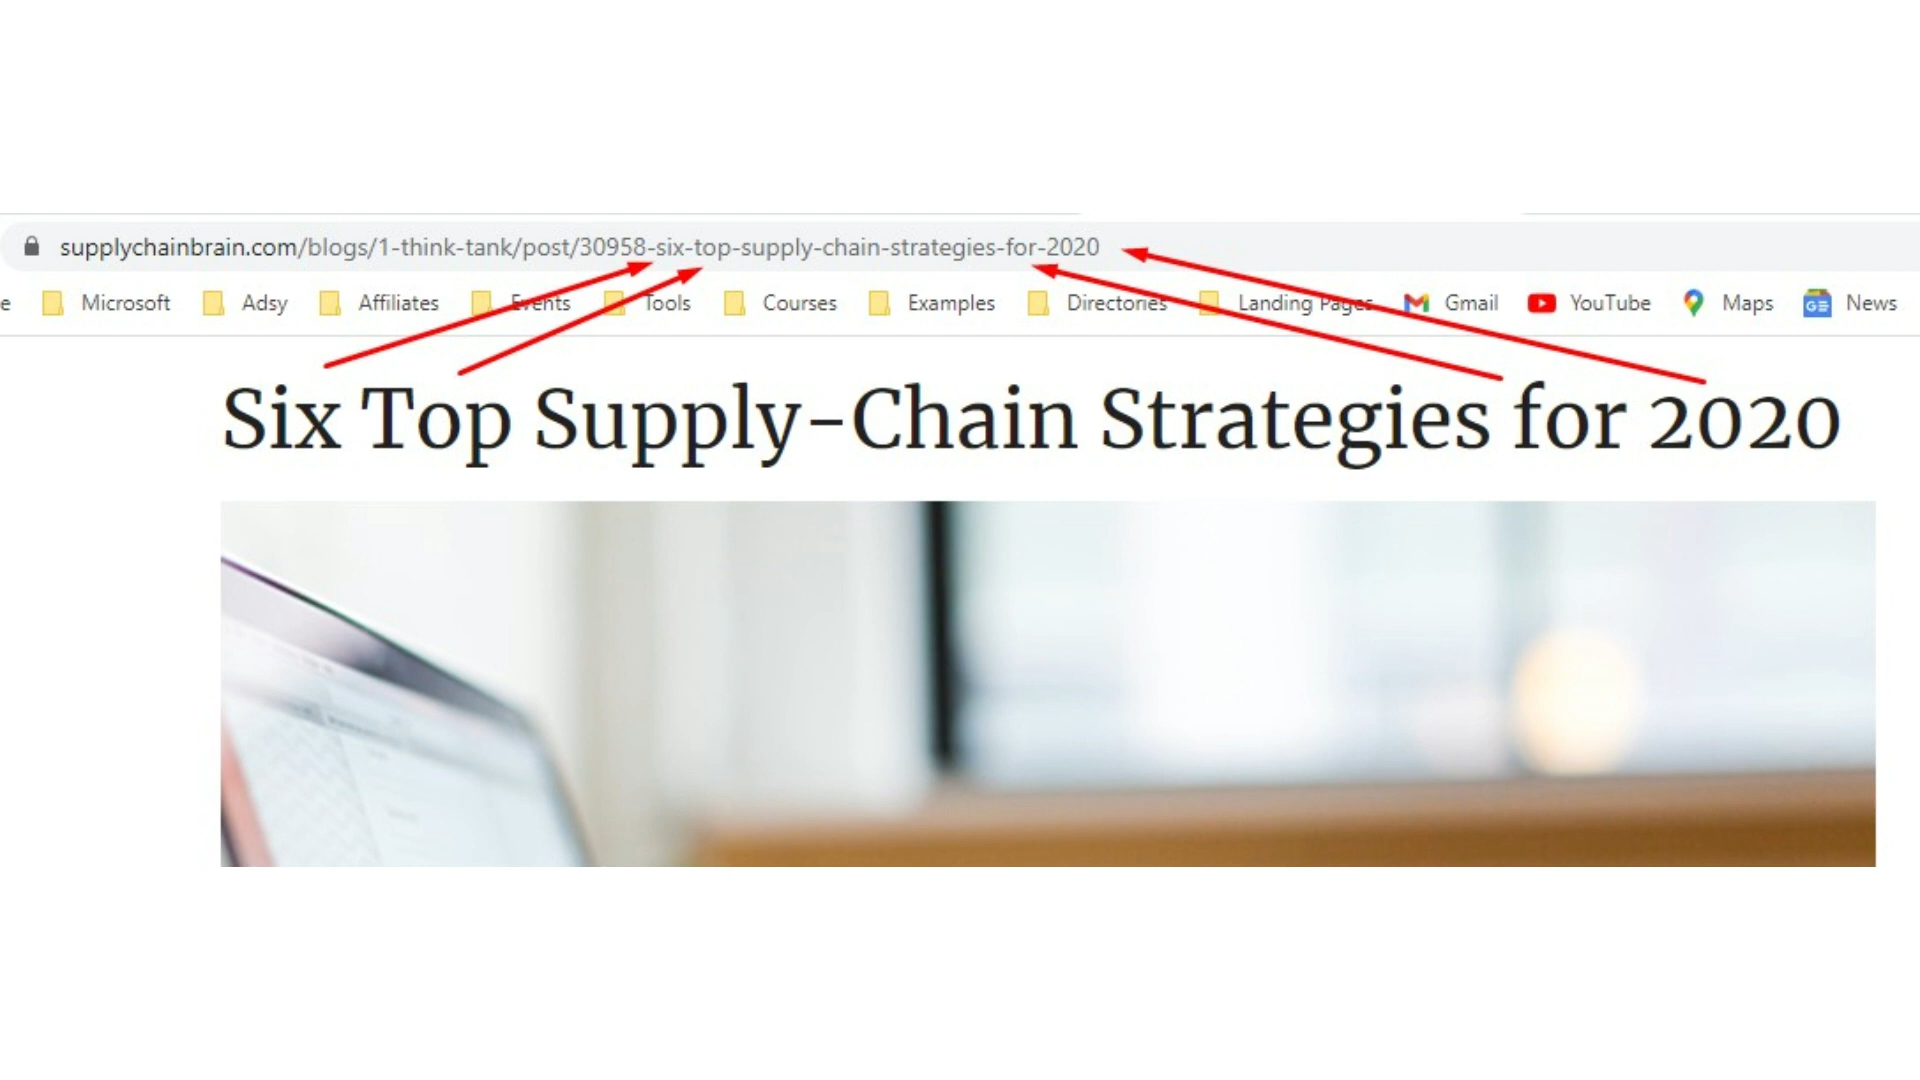 supplychainbrain.com/blogs/1-think-tank/post/30958-six-top-supply-chain-strategies-for-2020
e Microsoft Adsy Affiliates Events Tools Courses Examples Directories Landing Pages Gmail YouTube Maps GE News
Six Top Supply-Chain Strategies for 2020